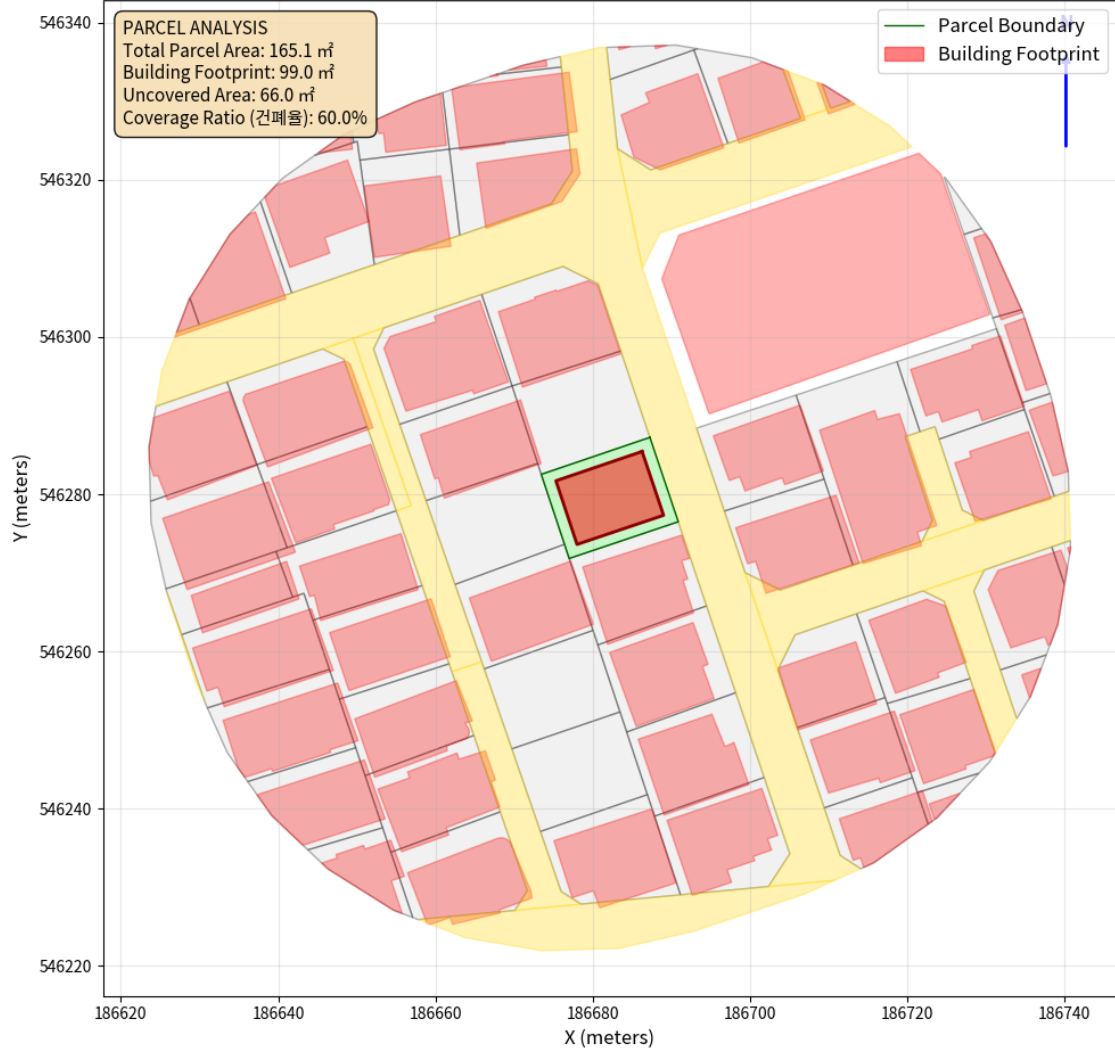 546340
546320
546300
546280
546260
546240
546220
Y (meters)
PARCEL ANALYSIS
Total Parcel Area: 165.1 ㎡
Building Footprint: 99.0 ㎡
Uncovered Area: 66.0 ㎡
Coverage Ratio (건폐율): 60.0%
Parcel Boundary
Building Footprint
N
186620
186640
186660
186680
186700
186720
186740
X (meters)